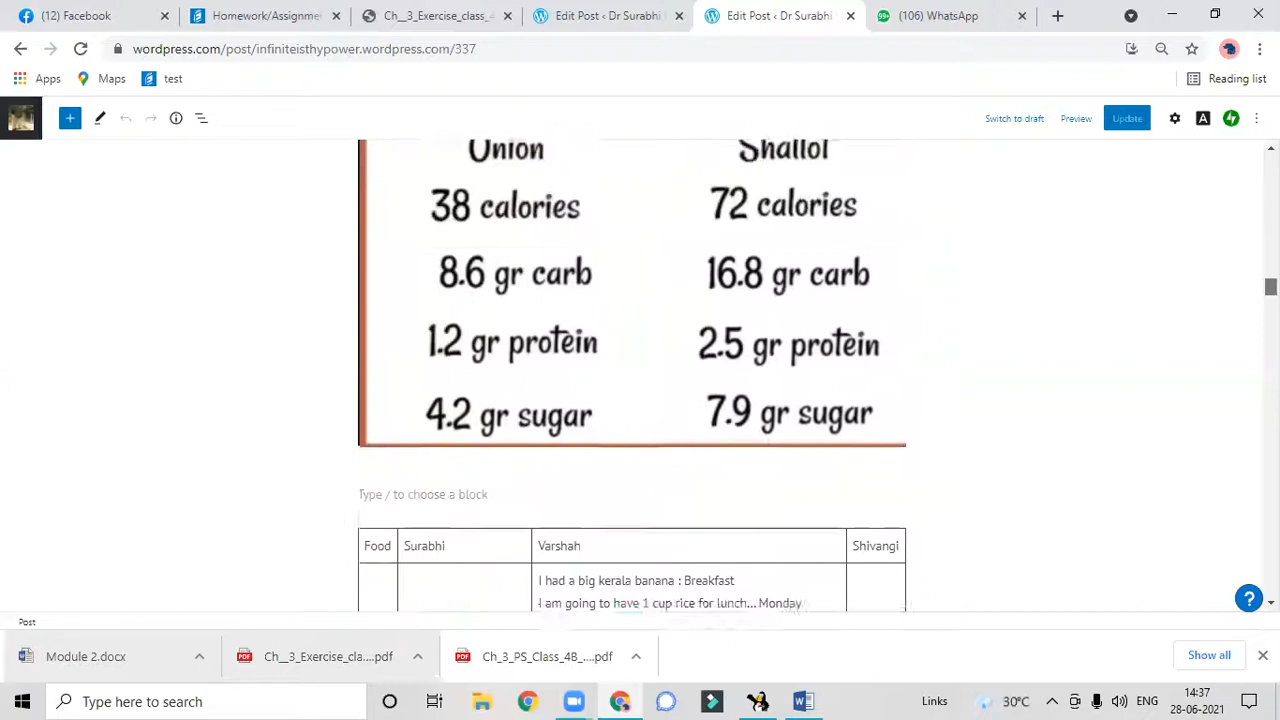 (12) Facebook
Homework/Assignme
Ch__3_Exercise_class_4
Edit Post ‹ Dr Surabhi
Edit Post ‹ Dr Surabhi
99+ (106) WhatsApp
wordpress.com/post/infiniteisthypower.wordpress.com/337
Apps Maps test Reading list
Switch to draft Preview Update
Union Shallot
38 calories 72 calories
8.6 gr carb 16.8 gr carb
1.2 gr protein 2.5 gr protein
4.2 gr sugar 7.9 gr sugar
Type / to choose a block
Food Surabhi Varshah Shivangi
I had a big kerala banana : Breakfast
I am going to have 1 cup rice for lunch... Monday
Post
Module 2.docx Ch__3_Exercise_cla....pdf Ch_3_PS_Class_4B_....pdf Show all
Type here to search Links 30°C ENG 14:37
28-06-2021